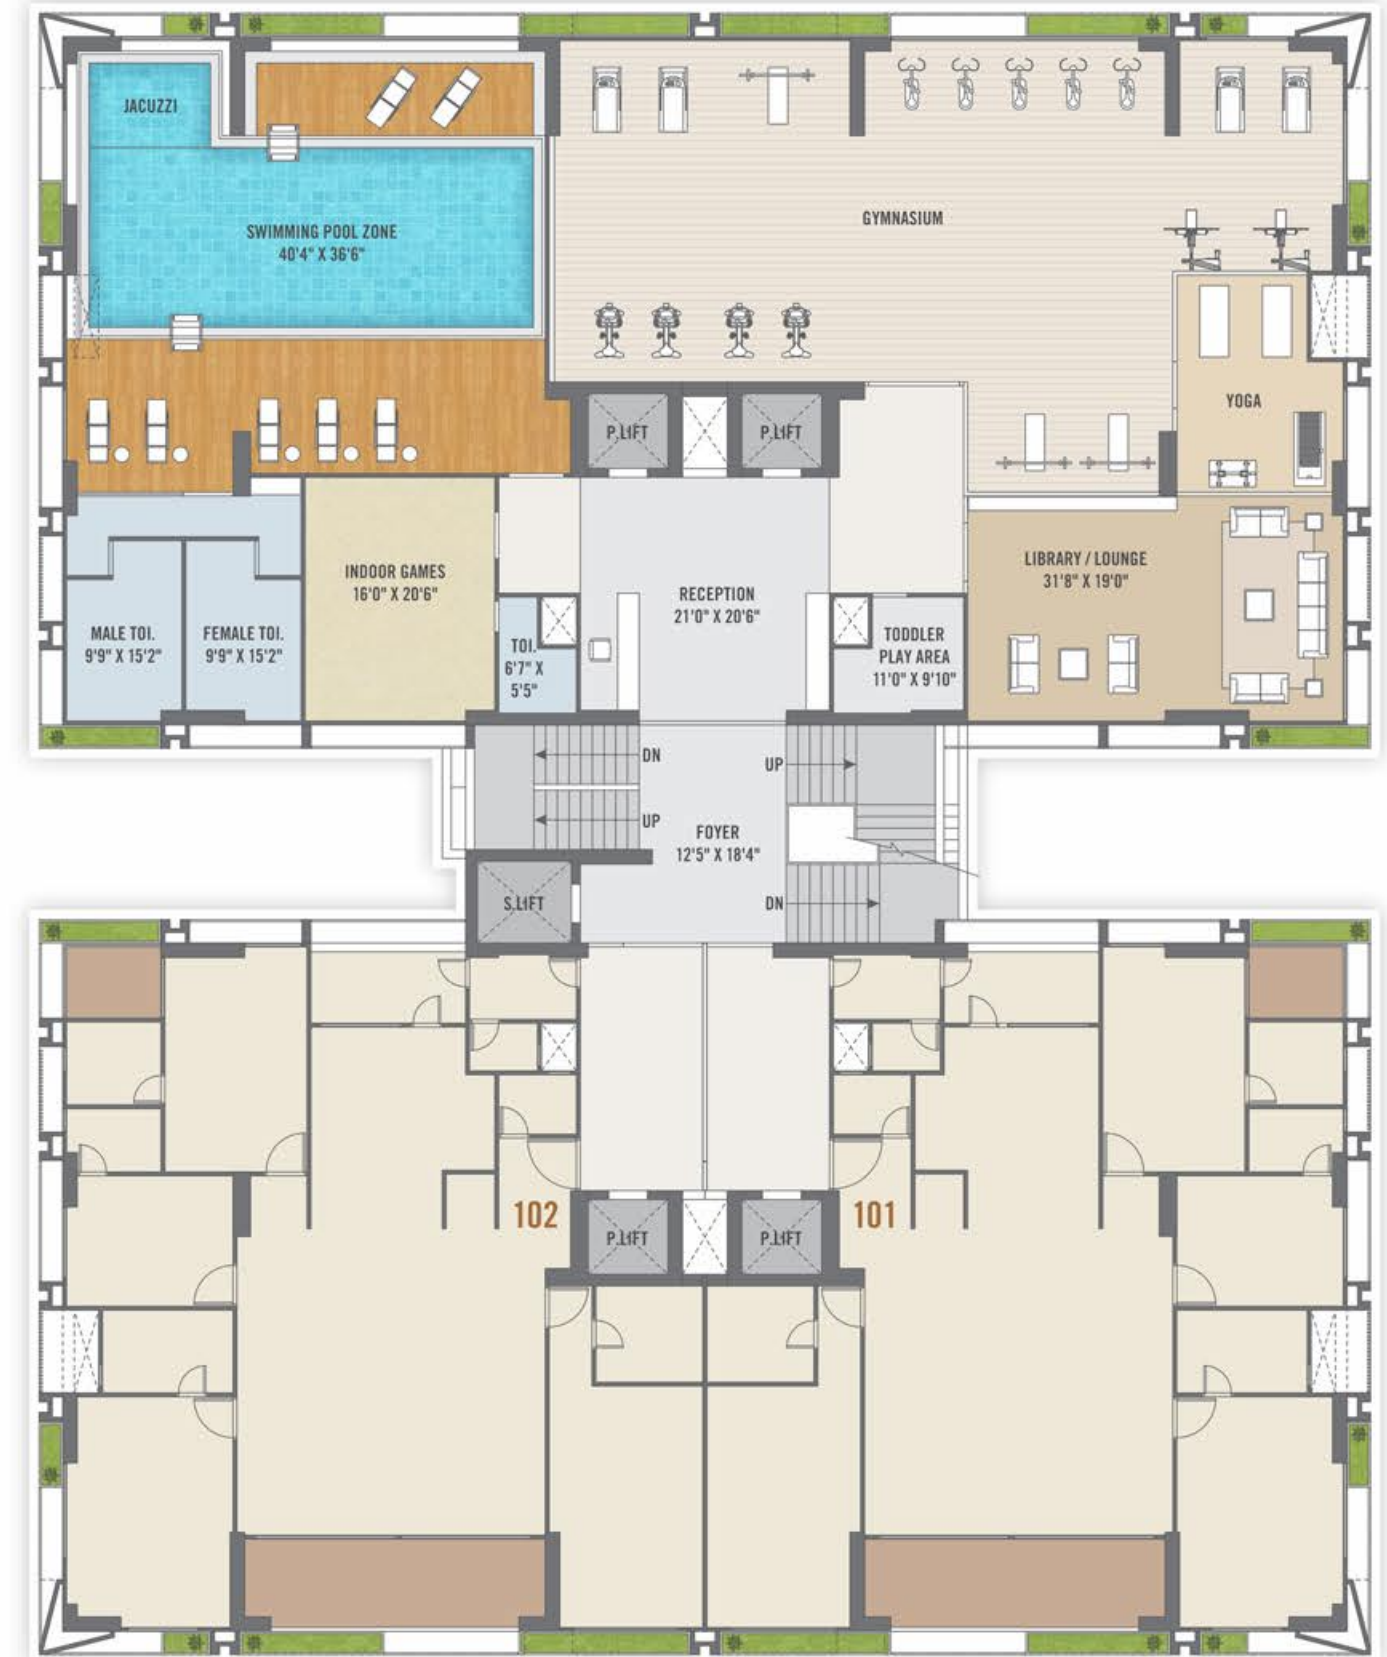 JACUZZI
SWIMMING POOL ZONE
40'4" X 36'6"
GYMNASIUM
P.LIFT
P.LIFT
YOGA
INDOOR GAMES
16'0" X 20'6"
RECEPTION
21'0" X 20'6"
LIBRARY / LOUNGE
31'8" X 19'0"
MALE TOI.
9'9" X 15'2"
FEMALE TOI.
9'9" X 15'2"
TOI.
6'7" X
5'5"
TODDLER
PLAY AREA
11'0" X 9'10"
DN
UP
UP
FOYER
12'5" X 18'4"
S.LIFT
DN
102
101
P.LIFT
P.LIFT